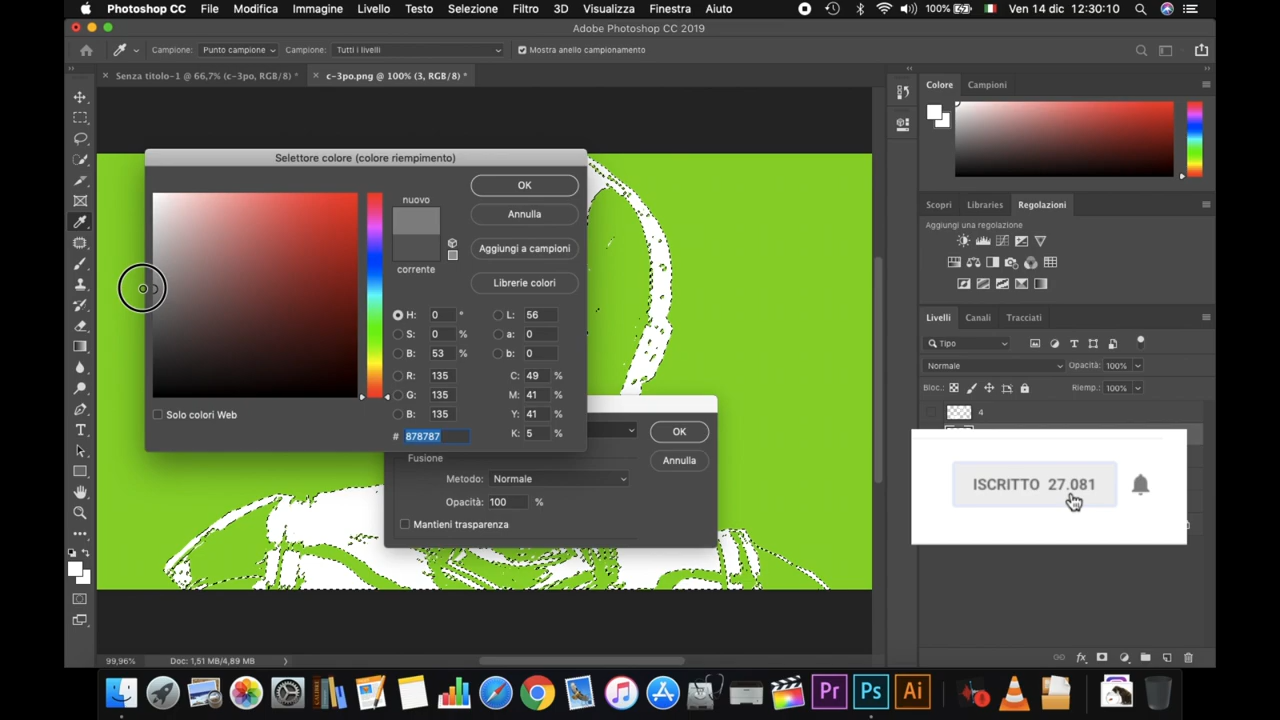 Photoshop CC File Modifica Immagine Livello Testo Selezione Filtro 3D Visualizza Finestra Aiuto 100% Ven 14 dic 12:30:10
Adobe Photoshop CC 2019
Campione: Punto campione Campione: Tutti i livelli Mostra anello campionamento
Senza titolo-1 @ 66,7% (c-3po, RGB/8) * c-3po.png @ 100% (3, RGB/8) *
Colore Campioni
Selettore colore (colore riempimento)
OK
nuovo
Annulla
Aggiungi a campioni
corrente
Librerie colori
H: 0 ° L: 56
S: 0 % a: 0
B: 53 % b: 0
R: 135 C: 49 %
G: 135 M: 41 %
B: 135 Y: 41 %
# 878787 K: 5 %
Solo colori Web
OK
Annulla
Fusione
Metodo: Normale
Opacità: 100 %
Mantieni trasparenza
Scopri Libraries Regolazioni
Aggiungi una regolazione
Livelli Canali Tracciati
Tipo
Normale Opacità: 100%
Bloc.: Riemp.: 100%
4
ISCRITTO 27.081
99,96% Doc: 1,51 MB/4,89 MB
Pr Ps Ai